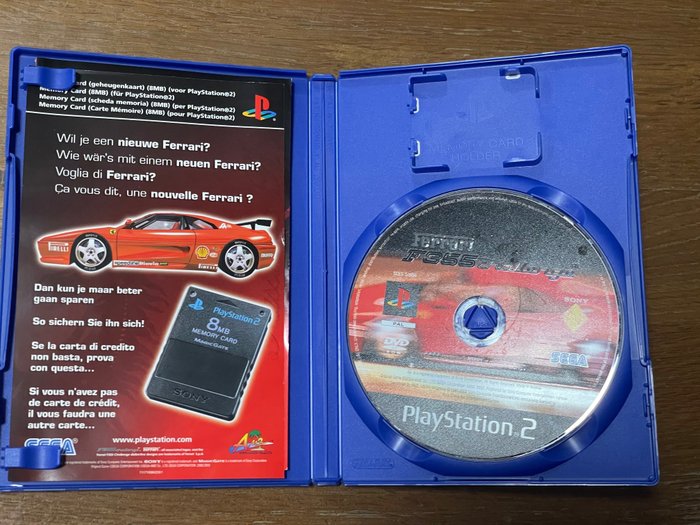 Card (geheugenkaart) (8MB) (voor PlayStation®2)
Memory Card (8MB) (für PlayStation®2)
Memory Card (scheda memoria) (8MB) (per PlayStation®2)
Memory Card (Carte Mémoire) (8MB) (pour PlayStation®2)
Wil je een nieuwe Ferrari?
Wie wär's mit einem neuen Ferrari?
Voglia di Ferrari?
Ça vous dit, une nouvelle Ferrari ?
PIRELLI
Dan kun je maar beter
gaan sparen
So sichern Sie ihn sich!
Se la carta di credito
non basta, prova
con questa...
Si vous n'avez pas
de carte de crédit,
il vous faudra une
autre carte...
PlayStation 2
8MB
MEMORY CARD
MAGICGATE
SONY
www.playstation.com
SEGA
MEMORY CARD
HOLDER
Ferrari
F355 Challenge
SONY
PAL
DVD
SEGA
PlayStation 2